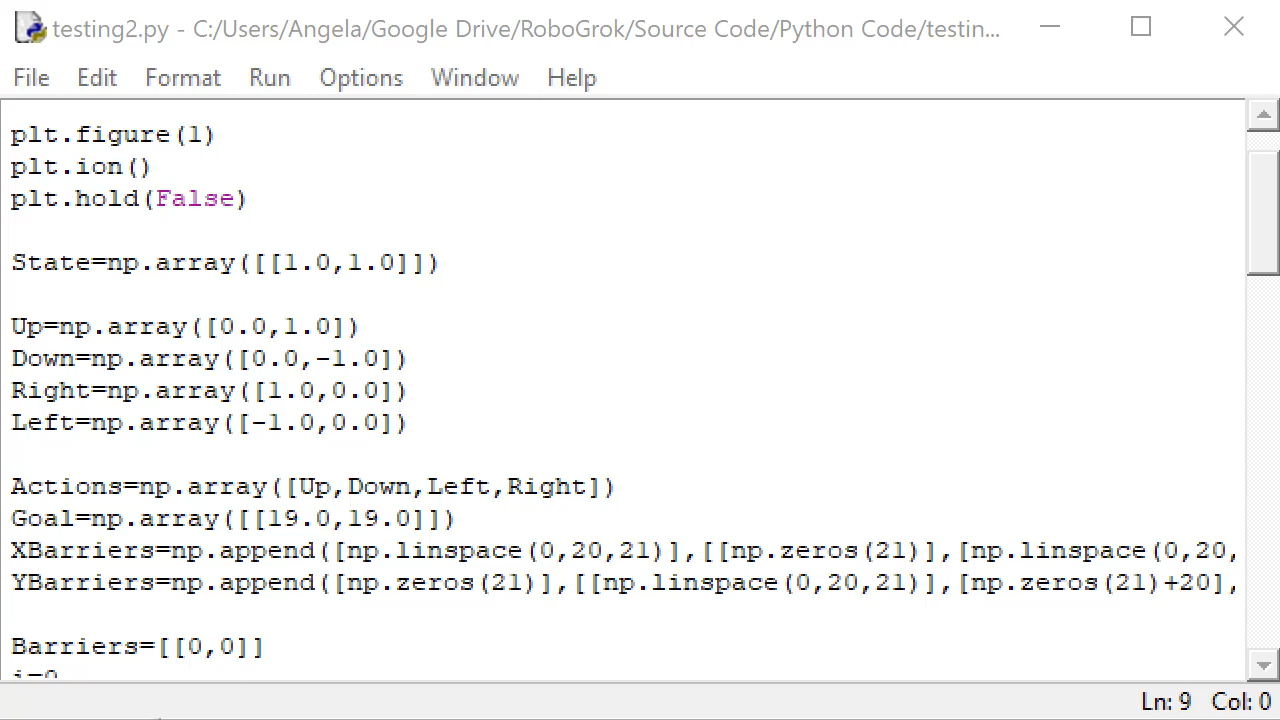 testing2.py - C:/Users/Angela/Google Drive/RoboGrok/Source Code/Python Code/testin...
File Edit Format Run Options Window Help
plt.figure(1)
plt.ion()
plt.hold(False)
State=np.array([[1.0,1.0]])
Up=np.array([0.0,1.0])
Down=np.array([0.0,-1.0])
Right=np.array([1.0,0.0])
Left=np.array([-1.0,0.0])
Actions=np.array([Up,Down,Left,Right])
Goal=np.array([[19.0,19.0]])
XBarriers=np.append([np.linspace(0,20,21)],[[np.zeros(21)],[np.linspace(0,20,
YBarriers=np.append([np.zeros(21)],[[np.linspace(0,20,21)],[np.zeros(21)+20],
Barriers=[[0,0]]
i=0
Ln: 9 Col: 0